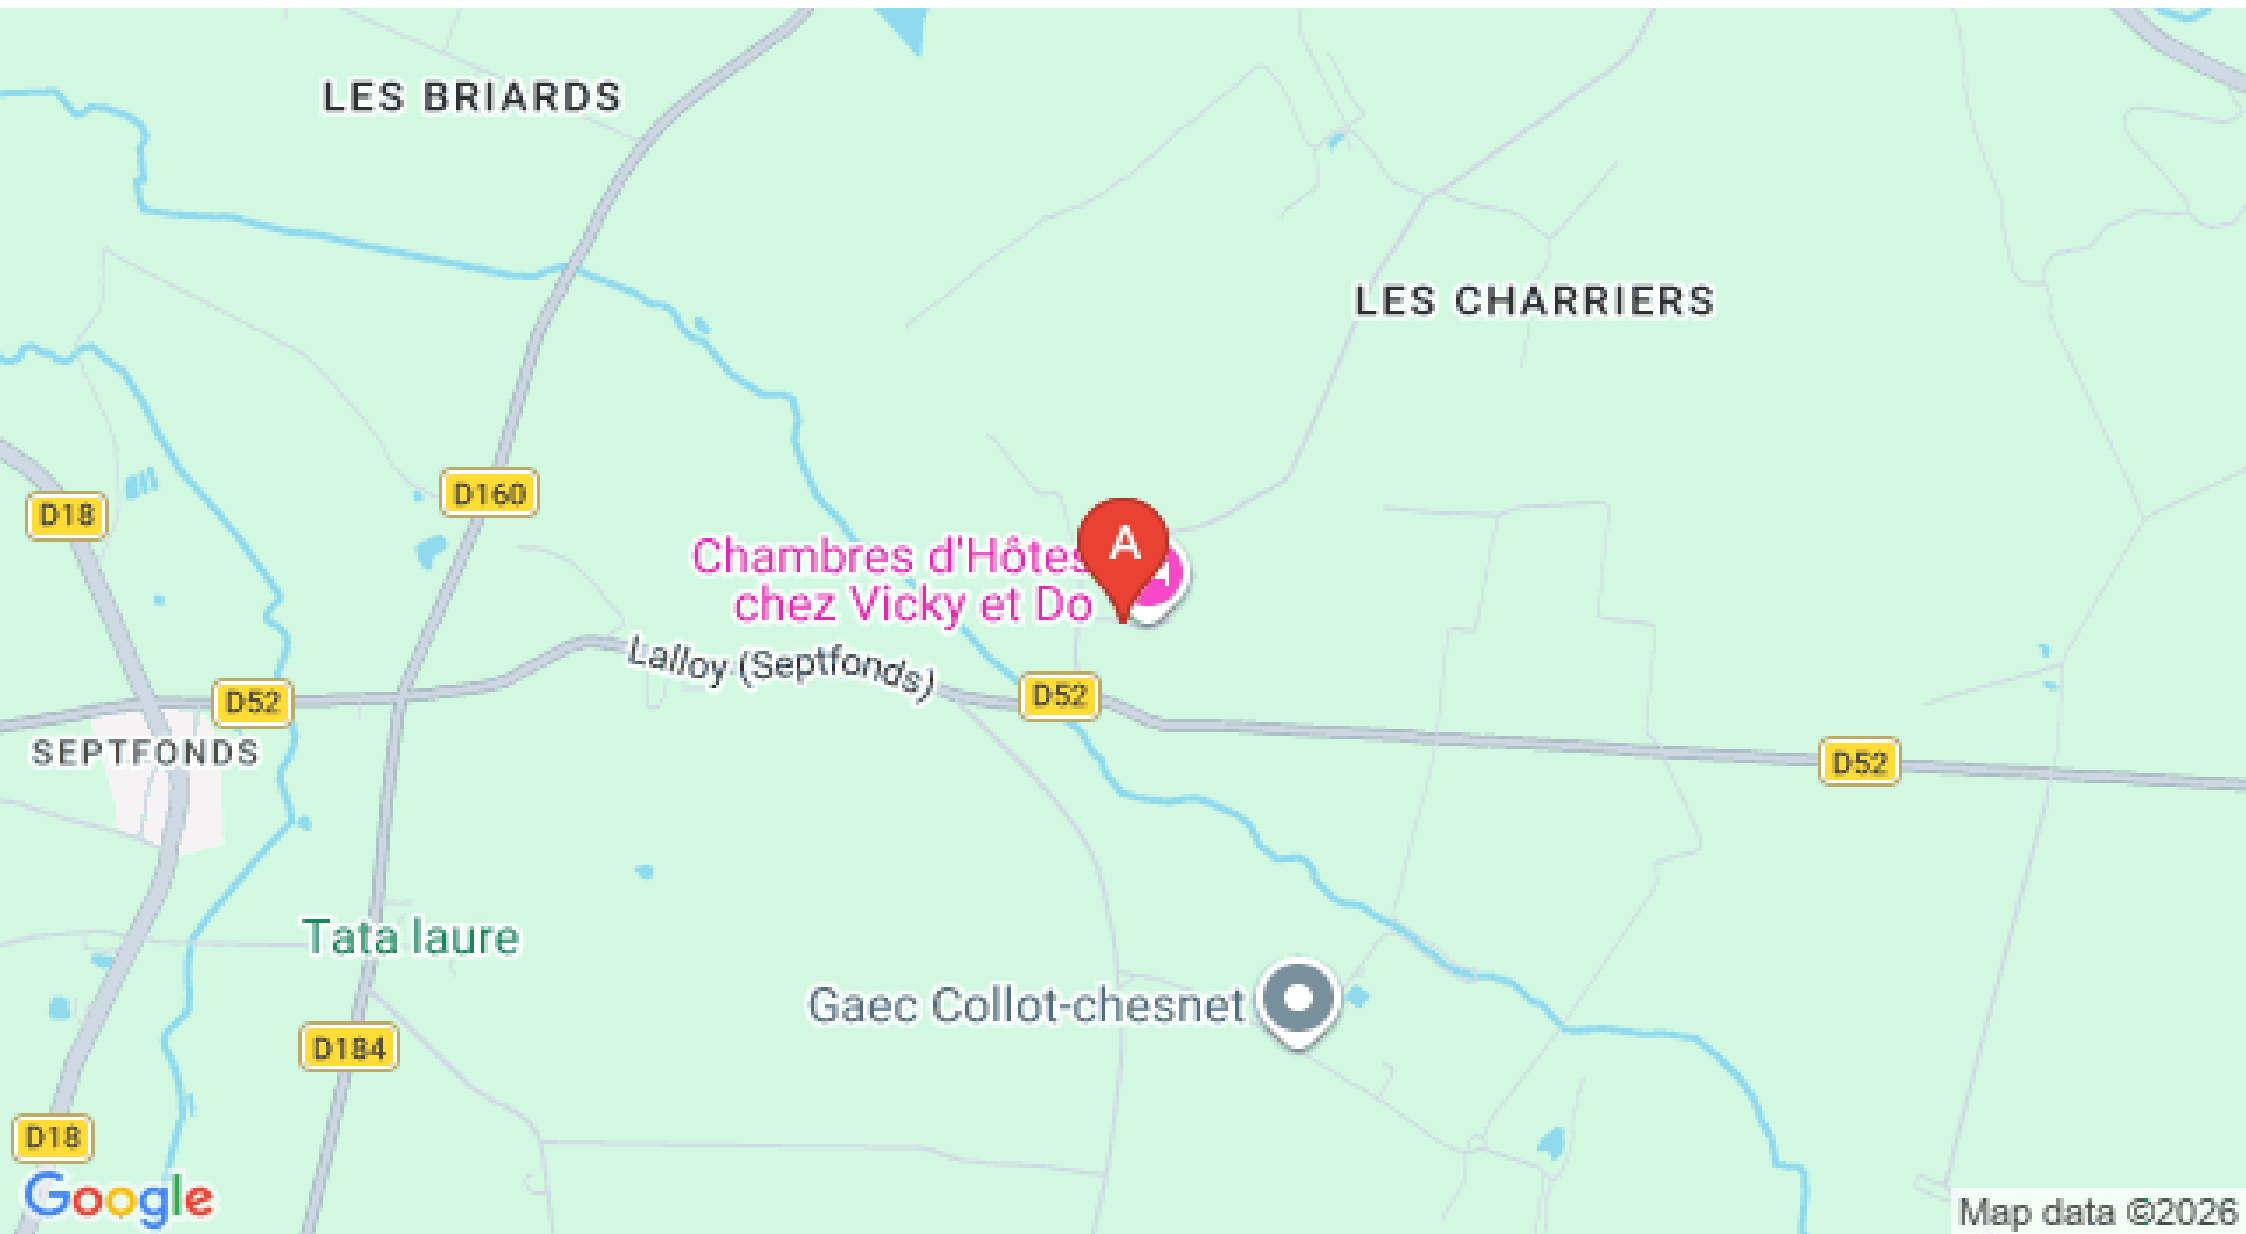 LES BRIARDS
LES CHARRIERS
D160
D18
A
Chambres d'Hôtes
chez Vicky et Do
Lalloy (Septfonds)
D52
D52
SEPTFONDS
D52
Tata laure
Gaec Collot-chesnet
D184
D18
Google
Map data ©2026